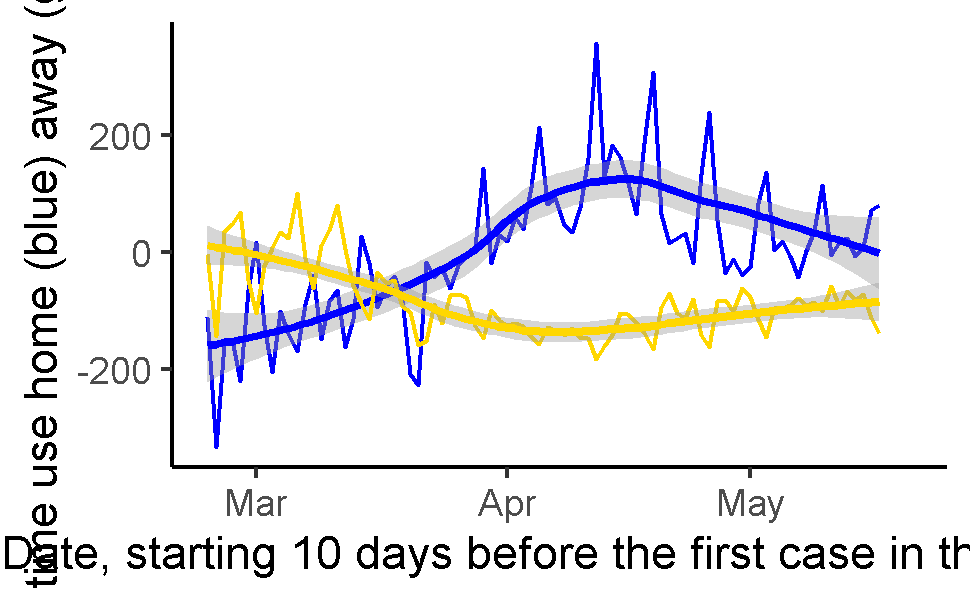 time use home (blue) away (
200
0
-200
Mar Apr May
Date, starting 10 days before the first case in th